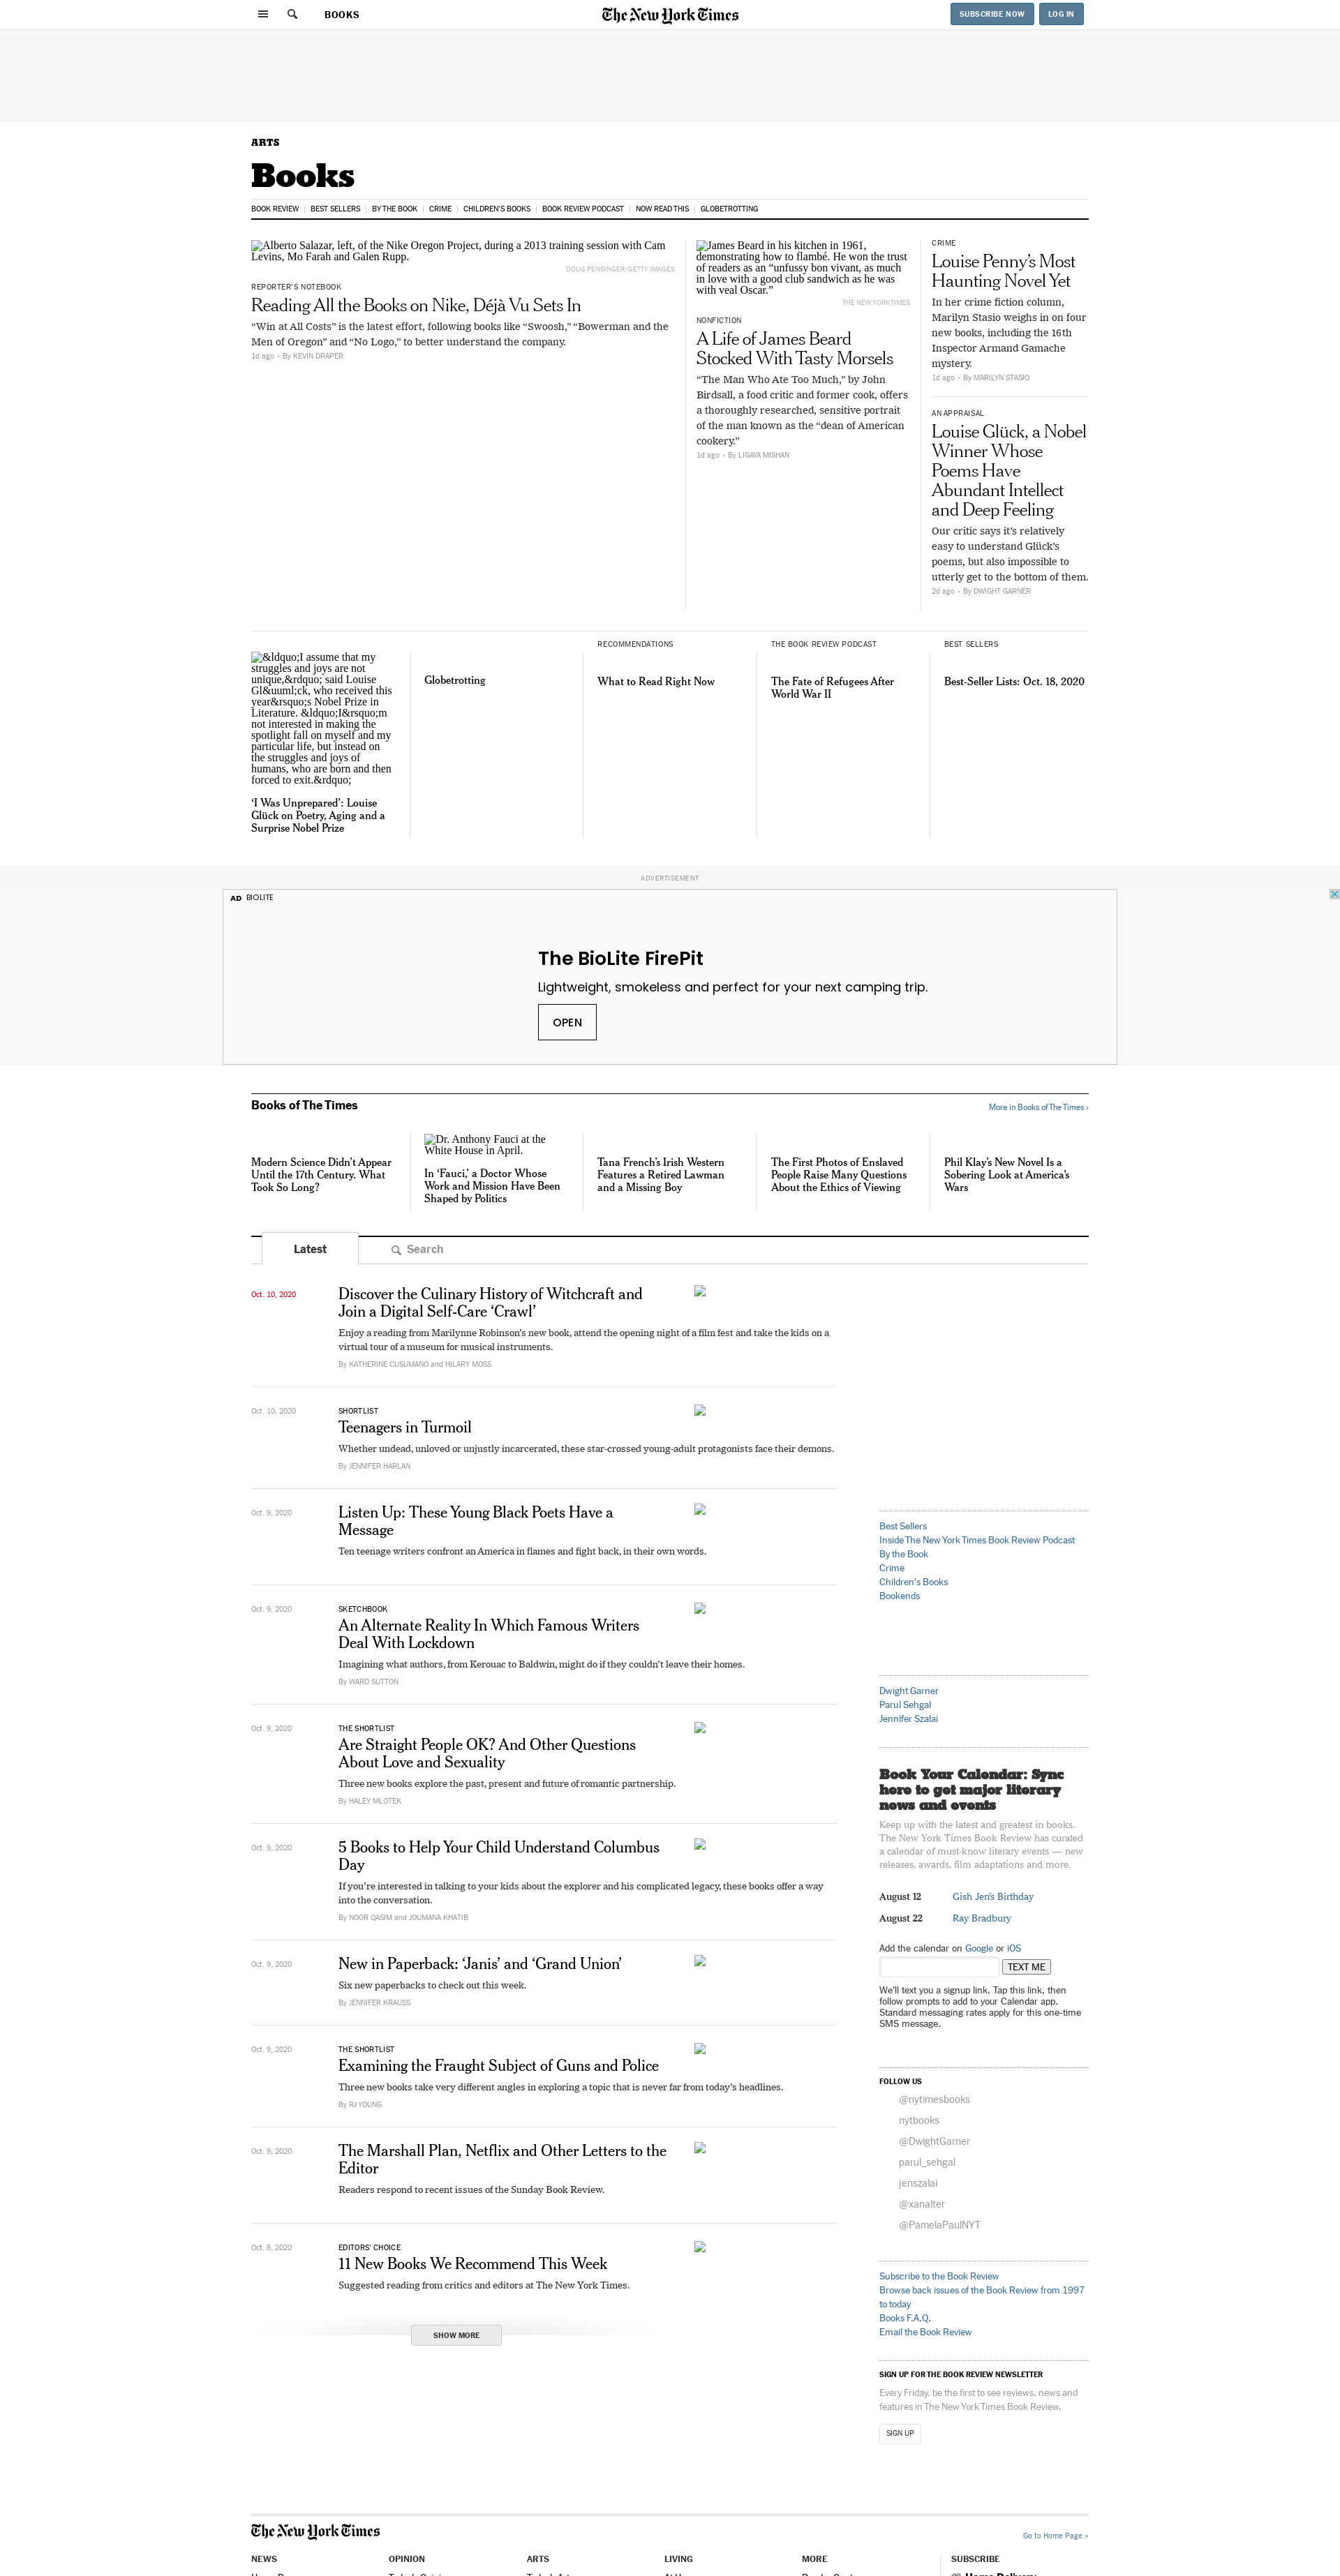 BOOKS
The New York Times
SUBSCRIBE NOW
LOG IN
ARTS
Books
BOOK REVIEW
BEST SELLERS
BY THE BOOK
CRIME
CHILDREN'S BOOKS
BOOK REVIEW PODCAST
NOW READ THIS
GLOBETROTTING
Alberto Salazar, left, of the Nike Oregon Project, during a 2013 training session with Cam
Levins, Mo Farah and Galen Rupp.
DOUG PENSINGER/GETTY IMAGES
REPORTER'S NOTEBOOK
Reading All the Books on Nike, Déjà Vu Sets In
“Win at All Costs” is the latest effort, following books like “Swoosh,” “Bowerman and the
Men of Oregon” and “No Logo,” to better understand the company.
1d ago • By KEVIN DRAPER
James Beard in his kitchen in 1961,
demonstrating how to flambé. He won the trust
of readers as an “unfussy bon vivant, as much
in love with a good club sandwich as he was
with veal Oscar.”
THE NEW YORK TIMES
NONFICTION
A Life of James Beard
Stocked With Tasty Morsels
“The Man Who Ate Too Much,” by John
Birdsall, a food critic and former cook, offers
a thoroughly researched, sensitive portrait
of the man known as the “dean of American
cookery.”
1d ago • By LIGAYA MISHAN
CRIME
Louise Penny’s Most
Haunting Novel Yet
In her crime fiction column,
Marilyn Stasio weighs in on four
new books, including the 16th
Inspector Armand Gamache
mystery.
1d ago • By MARILYN STASIO
AN APPRAISAL
Louise Glück, a Nobel
Winner Whose
Poems Have
Abundant Intellect
and Deep Feeling
Our critic says it’s relatively
easy to understand Glück’s
poems, but also impossible to
utterly get to the bottom of them.
2d ago • By DWIGHT GARNER
&ldquo;I assume that my
struggles and joys are not
unique,&rdquo; said Louise
Gl&uuml;ck, who received this
year&rsquo;s Nobel Prize in
Literature. &ldquo;I&rsquo;m
not interested in making the
spotlight fall on myself and my
particular life, but instead on
the struggles and joys of
humans, who are born and then
forced to exit.&rdquo;
‘I Was Unprepared’: Louise
Glück on Poetry, Aging and a
Surprise Nobel Prize
Globetrotting
RECOMMENDATIONS
What to Read Right Now
THE BOOK REVIEW PODCAST
The Fate of Refugees After
World War II
BEST SELLERS
Best-Seller Lists: Oct. 18, 2020
ADVERTISEMENT
AD BIOLITE
The BioLite FirePit
Lightweight, smokeless and perfect for your next camping trip.
OPEN
Books of The Times
More in Books of The Times ›
Modern Science Didn’t Appear
Until the 17th Century. What
Took So Long?
Dr. Anthony Fauci at the
White House in April.
In ‘Fauci,’ a Doctor Whose
Work and Mission Have Been
Shaped by Politics
Tana French’s Irish Western
Features a Retired Lawman
and a Missing Boy
The First Photos of Enslaved
People Raise Many Questions
About the Ethics of Viewing
Phil Klay’s New Novel Is a
Sobering Look at America’s
Wars
Latest
Search
Oct. 10, 2020
Discover the Culinary History of Witchcraft and
Join a Digital Self-Care ‘Crawl’
Enjoy a reading from Marilynne Robinson’s new book, attend the opening night of a film fest and take the kids on a
virtual tour of a museum for musical instruments.
By KATHERINE CUSUMANO and HILARY MOSS
Oct. 10, 2020
SHORTLIST
Teenagers in Turmoil
Whether undead, unloved or unjustly incarcerated, these star-crossed young-adult protagonists face their demons.
By JENNIFER HARLAN
Oct. 9, 2020
Listen Up: These Young Black Poets Have a
Message
Ten teenage writers confront an America in flames and fight back, in their own words.
Oct. 9, 2020
SKETCHBOOK
An Alternate Reality In Which Famous Writers
Deal With Lockdown
Imagining what authors, from Kerouac to Baldwin, might do if they couldn’t leave their homes.
By WARD SUTTON
Oct. 9, 2020
THE SHORTLIST
Are Straight People OK? And Other Questions
About Love and Sexuality
Three new books explore the past, present and future of romantic partnership.
By HALEY MLOTEK
Oct. 9, 2020
5 Books to Help Your Child Understand Columbus
Day
If you’re interested in talking to your kids about the explorer and his complicated legacy, these books offer a way
into the conversation.
By NOOR QASIM and JOUMANA KHATIB
Oct. 9, 2020
New in Paperback: ‘Janis’ and ‘Grand Union’
Six new paperbacks to check out this week.
By JENNIFER KRAUSS
Oct. 9, 2020
THE SHORTLIST
Examining the Fraught Subject of Guns and Police
Three new books take very different angles in exploring a topic that is never far from today’s headlines.
By RJ YOUNG
Oct. 9, 2020
The Marshall Plan, Netflix and Other Letters to the
Editor
Readers respond to recent issues of the Sunday Book Review.
Oct. 8, 2020
EDITORS’ CHOICE
11 New Books We Recommend This Week
Suggested reading from critics and editors at The New York Times.
SHOW MORE
Best Sellers
Inside The New York Times Book Review Podcast
By the Book
Crime
Children's Books
Bookends
Dwight Garner
Parul Sehgal
Jennifer Szalai
Book Your Calendar: Sync
here to get major literary
news and events
Keep up with the latest and greatest in books.
The New York Times Book Review has curated
a calendar of must-know literary events — new
releases, awards, film adaptations and more.
August 12 Gish Jen’s Birthday
August 22 Ray Bradbury
Add the calendar on Google or iOS
TEXT ME
We’ll text you a signup link. Tap this link, then
follow prompts to add to your Calendar app.
Standard messaging rates apply for this one-time
SMS message.
FOLLOW US
@nytimesbooks
nytbooks
@DwightGarner
parul_sehgal
jenszalai
@xanalter
@PamelaPaulNYT
Subscribe to the Book Review
Browse back issues of the Book Review from 1997
to today
Books F.A.Q.
Email the Book Review
SIGN UP FOR THE BOOK REVIEW NEWSLETTER
Every Friday, be the first to see reviews, news and
features in The New York Times Book Review.
SIGN UP
The New York Times
Go to Home Page »
NEWS
OPINION
ARTS
LIVING
MORE
SUBSCRIBE